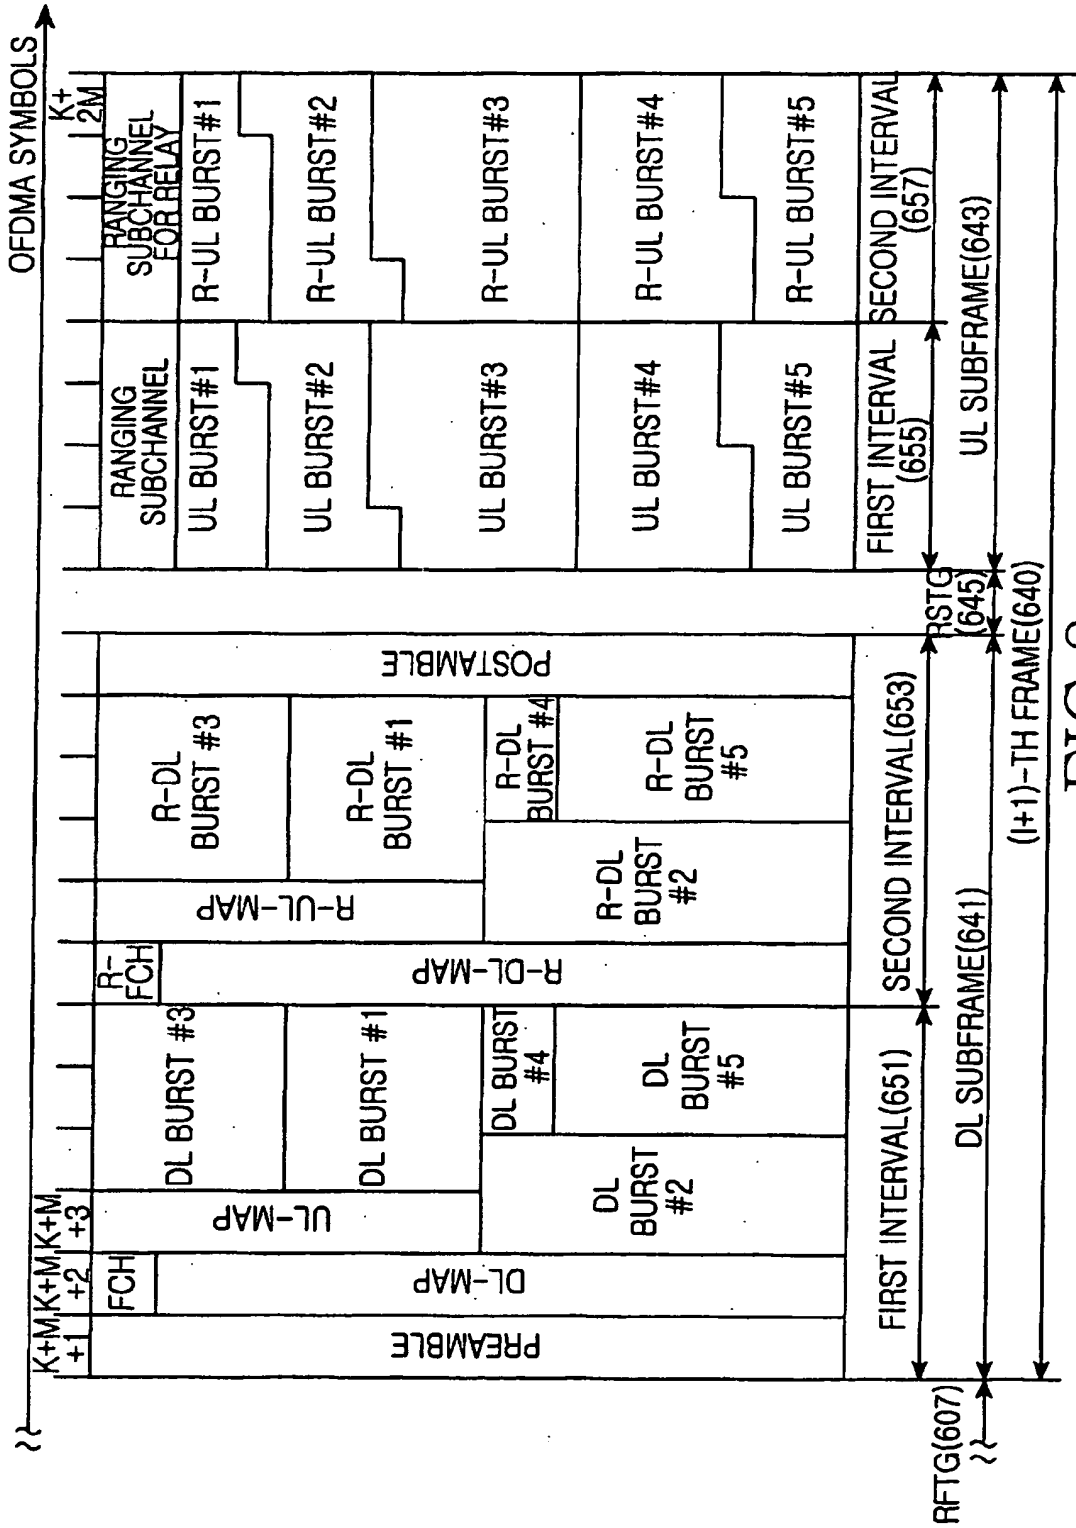 OFDMA SYMBOLS
K+M
+1
K+M
+2
K+M
+3
K+
2M
PREAMBLE
FCH
DL-MAP
UL-MAP
DL BURST #3
DL BURST #1
DL
BURST
#2
DL BURST
#4
DL
BURST
#5
R-
FCH
R-DL-MAP
R-UL-MAP
R-DL
BURST #3
R-DL
BURST #1
R-DL
BURST
#2
R-DL
BURST #4
R-DL
BURST
#5
POSTAMBLE
RANGING
SUBCHANNEL
UL BURST#1
UL BURST#2
UL BURST#3
UL BURST#4
UL BURST#5
RANGING
SUBCHANNEL
FOR RELAY
R-UL BURST#1
R-UL BURST#2
R-UL BURST#3
R-UL BURST#4
R-UL BURST#5
FIRST INTERVAL(651)
SECOND INTERVAL(653)
FIRST INTERVAL
(655)
SECOND INTERVAL
(657)
RFTG(607)
DL SUBFRAME(641)
RSTG
(645)
UL SUBFRAME(643)
(I+1)-TH FRAME(640)